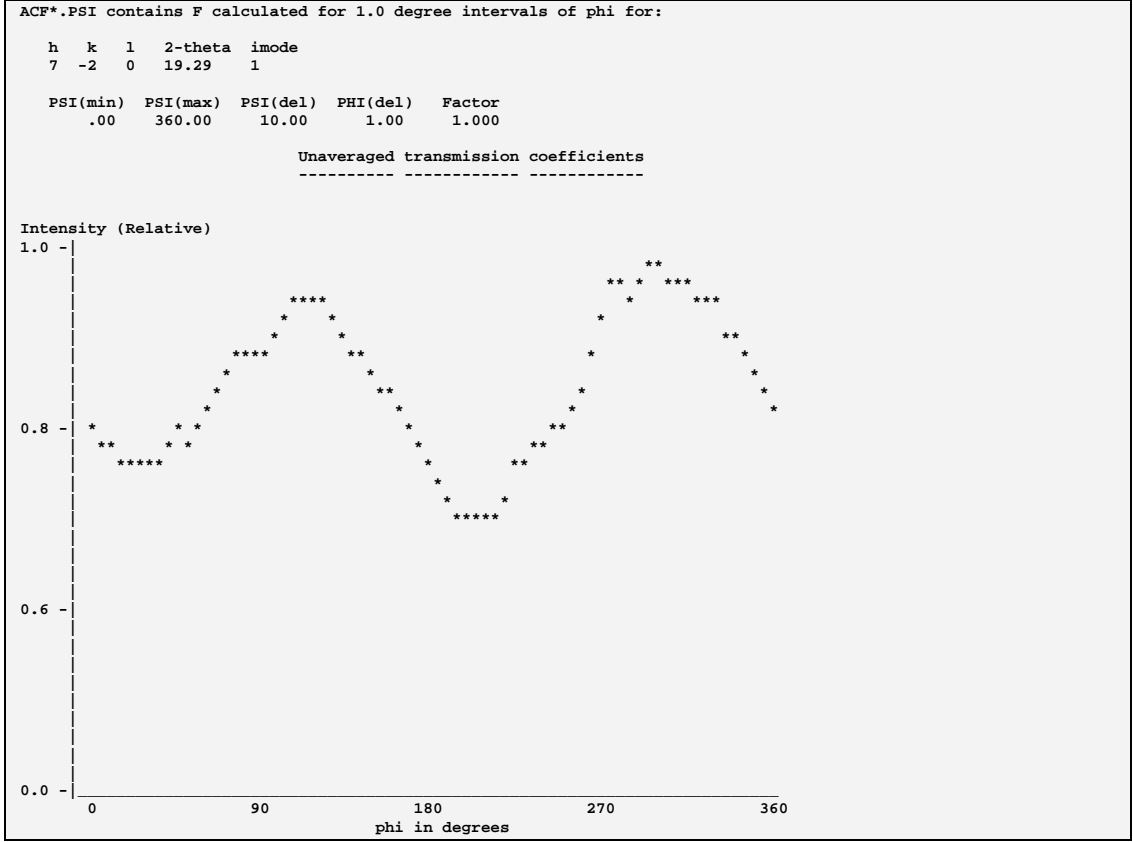 ACF*.PSI contains F calculated for 1.0 degree intervals of phi for:
h k l 2-theta imode
7 -2 0 19.29 1
PSI(min) PSI(max) PSI(del) PHI(del) Factor
.00 360.00 10.00 1.00 1.000
Unaveraged transmission coefficients
---------- ------------ ------------
Intensity (Relative)
1.0 -|
0.8 -|
0.6 -|
0.0 -|
0 90 180 270 360
phi in degrees